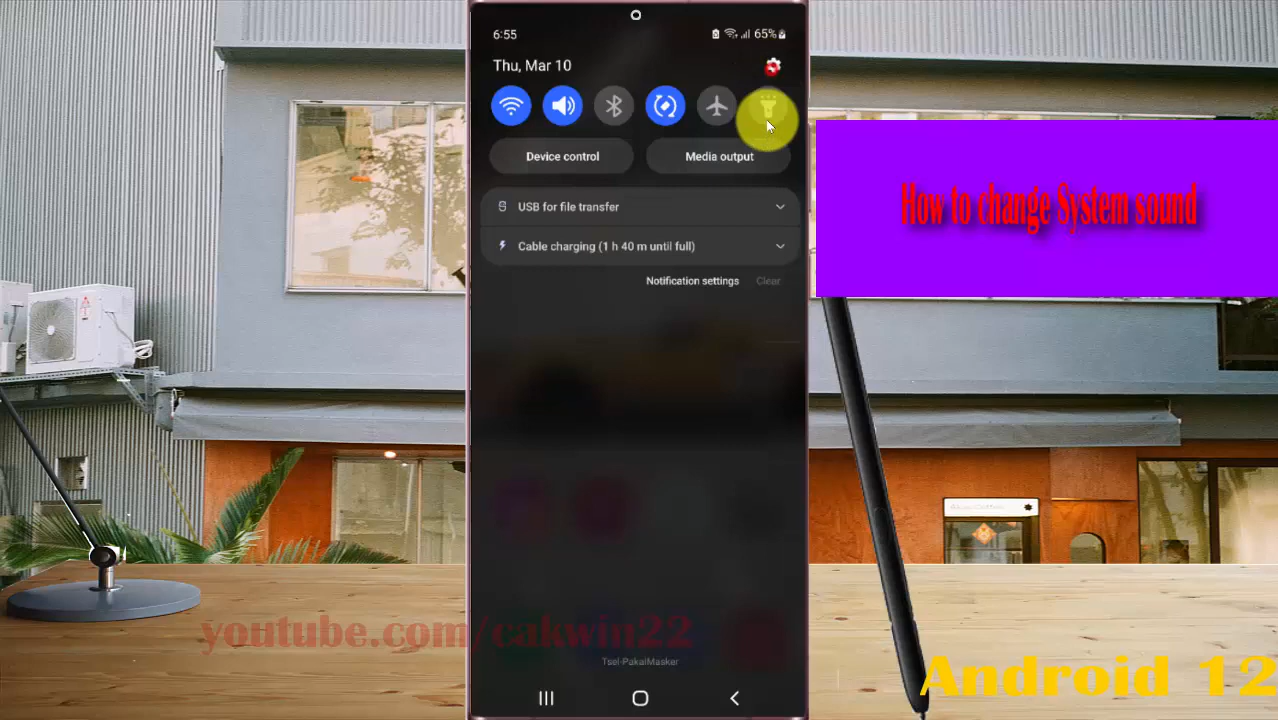 6:55
65%
Thu, Mar 10
Device control
Media output
USB for file transfer
Cable charging (1 h 40 m until full)
Notification settings
Clear
How to change System sound
youtube.com/cakwin22
Tsel-PakaiMasker
Android 12